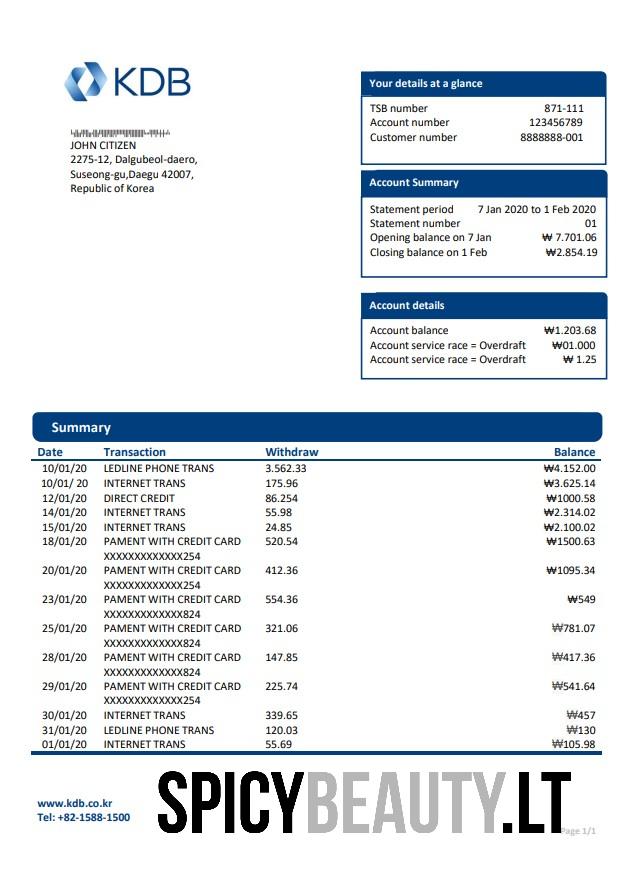 KDB
JOHN CITIZEN
2275-12, Dalgubeol-daero,
Suseong-gu,Daegu 42007,
Republic of Korea
Your details at a glance
TSB number 871-111
Account number 123456789
Customer number 8888888-001
Account Summary
Statement period 7 Jan 2020 to 1 Feb 2020
Statement number 01
Opening balance on 7 Jan ₩ 7.701.06
Closing balance on 1 Feb ₩2.854.19
Account details
Account balance ₩1.203.68
Account service race = Overdraft ₩01.000
Account service race = Overdraft ₩ 1.25
Summary
Date Transaction Withdraw Balance
10/01/20 LEDLINE PHONE TRANS 3.562.33 ₩4.152.00
10/01/ 20 INTERNET TRANS 175.96 ₩3.625.14
12/01/20 DIRECT CREDIT 86.254 ₩1000.58
14/01/20 INTERNET TRANS 55.98 ₩2.314.02
15/01/20 INTERNET TRANS 24.85 ₩2.100.02
18/01/20 PAMENT WITH CREDIT CARD 520.54 ₩1500.63
XXXXXXXXXXXXX254
20/01/20 PAMENT WITH CREDIT CARD 412.36 ₩1095.34
XXXXXXXXXXXXX254
23/01/20 PAMENT WITH CREDIT CARD 554.36 ₩549
XXXXXXXXXXXXX824
25/01/20 PAMENT WITH CREDIT CARD 321.06 ₩781.07
XXXXXXXXXXXXX824
28/01/20 PAMENT WITH CREDIT CARD 147.85 ₩417.36
XXXXXXXXXXXXX824
29/01/20 PAMENT WITH CREDIT CARD 225.74 ₩541.64
XXXXXXXXXXXXX254
30/01/20 INTERNET TRANS 339.65 ₩457
31/01/20 LEDLINE PHONE TRANS 120.03 ₩130
01/01/20 INTERNET TRANS 55.69 ₩105.98
www.kdb.co.kr
Tel: +82-1588-1500
SPICYBEAUTY.LT
Page 1/1